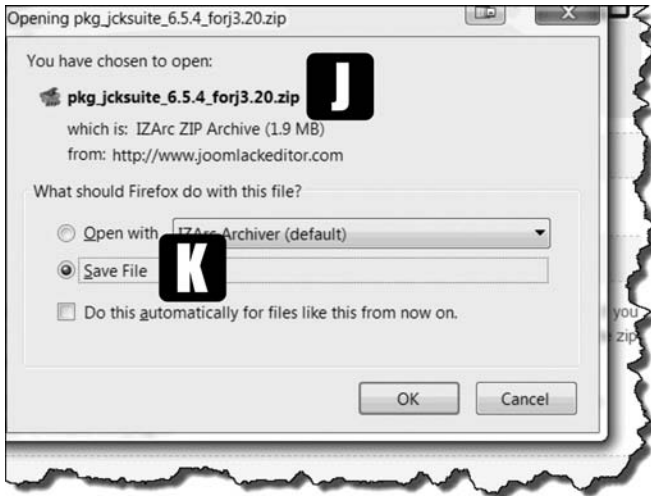 Opening pkg_jcksuite_6.5.4_forj3.20.zip
You have chosen to open:
pkg_jcksuite_6.5.4_forj3.20.zip
J
which is: IZArc ZIP Archive (1.9 MB)
from: http://www.joomlackeditor.com
What should Firefox do with this file?
Open with IZArc Archiver (default)
K
Save File
Do this automatically for files like this from now on.
you
zip
OK
Cancel